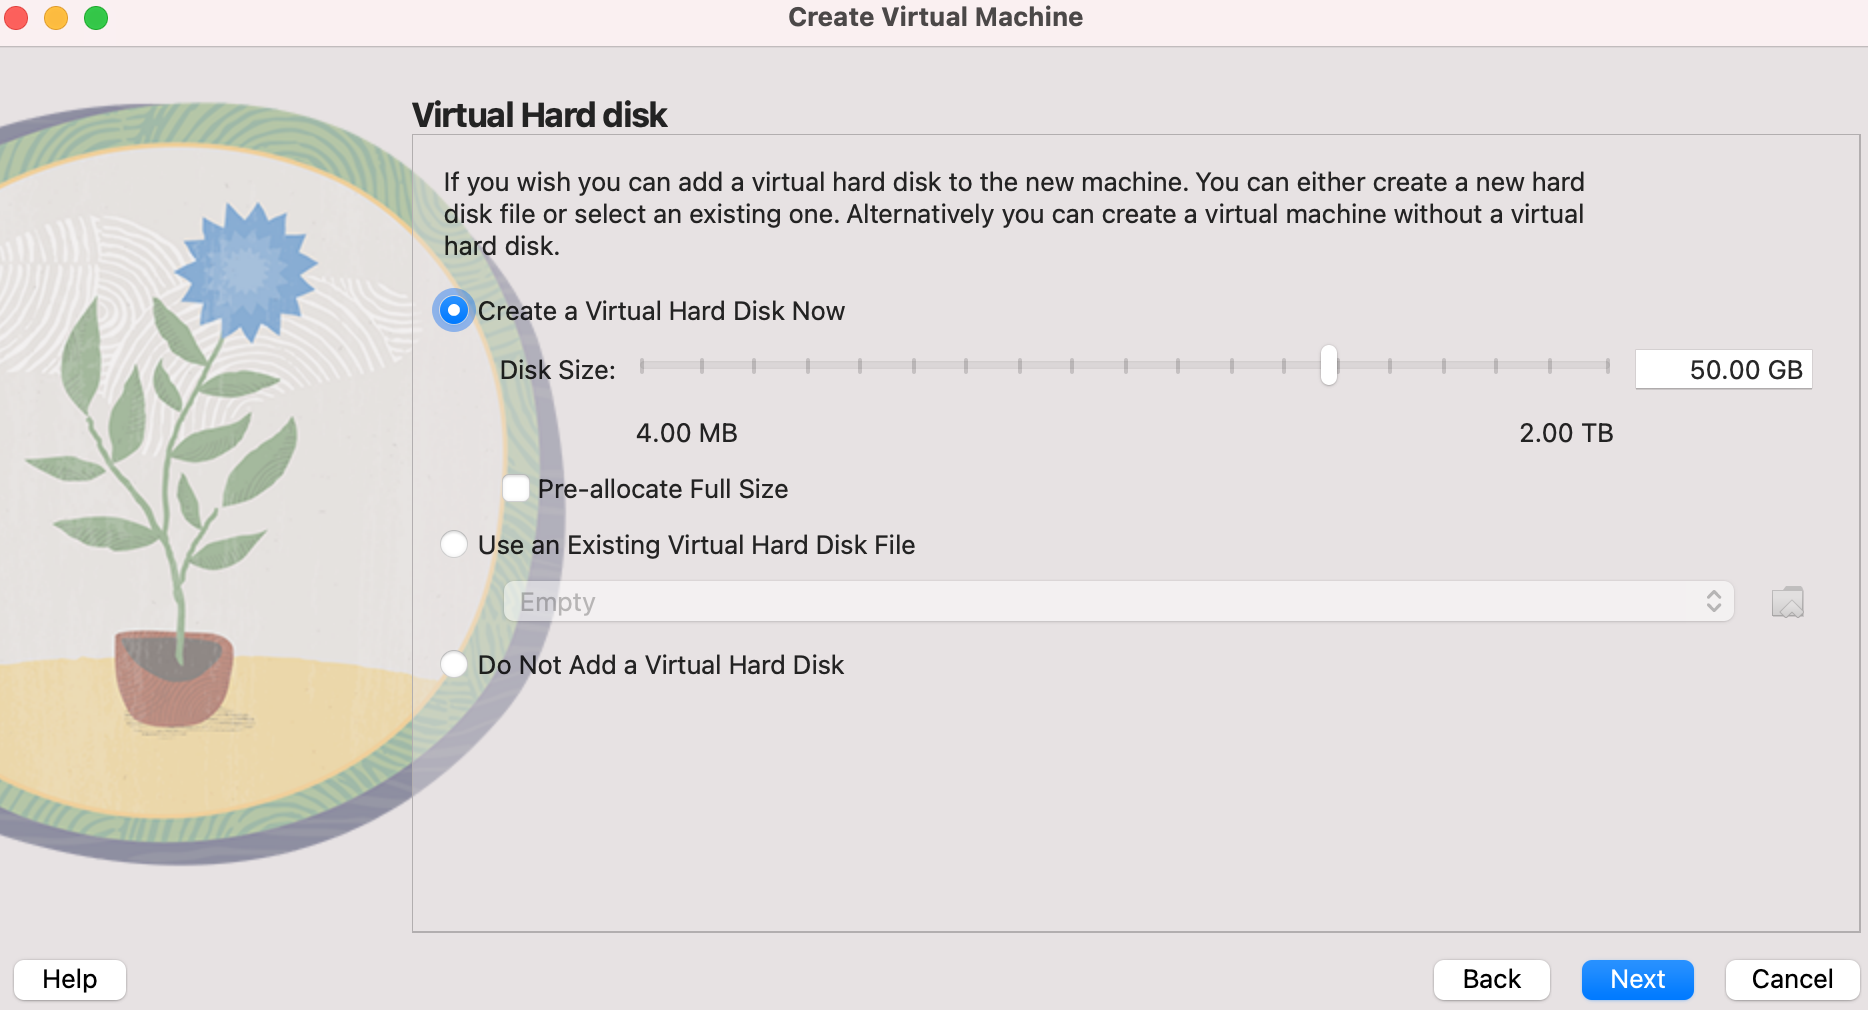 Create Virtual Machine
Virtual Hard disk
If you wish you can add a virtual hard disk to the new machine. You can either create a new hard
disk file or select an existing one. Alternatively you can create a virtual machine without a virtual
hard disk.
Create a Virtual Hard Disk Now
Disk Size:
50.00 GB
4.00 MB
2.00 TB
Pre-allocate Full Size
Use an Existing Virtual Hard Disk File
Empty
Do Not Add a Virtual Hard Disk
Help
Back
Next
Cancel